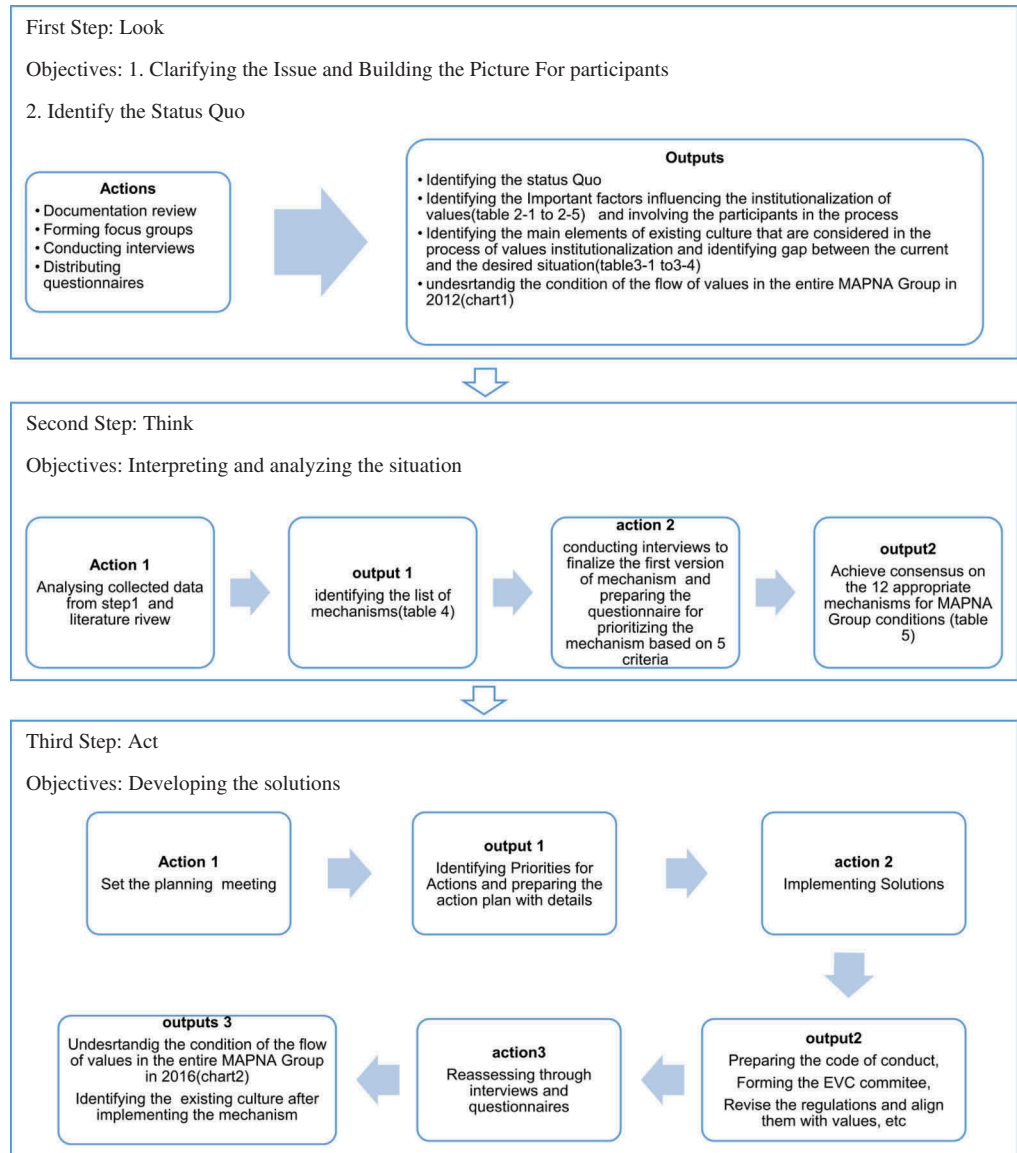 First Step: Look
Objectives: 1. Clarifying the Issue and Building the Picture For participants
2. Identify the Status Quo
Actions
• Documentation review
• Forming focus groups
• Conducting interviews
• Distributing
questionnaires
Outputs
• Identifying the status Quo
• Identifying the Important factors influencing the institutionalization of
values(table 2-1 to 2-5) and involving the participants in the process
• Identifying the main elements of existing culture that are considered in the
process of values institutionalization and identifying gap between the current
and the desired situation(table3-1 to3-4)
• undesrtandig the condition of the flow of values in the entire MAPNA Group in
2012(chart1)
Second Step: Think
Objectives: Interpreting and analyzing the situation
Action 1
Analysing collected data
from step1 and
literature rivew
output 1
identifying the list of
mechanisms(table 4)
action 2
conducting interviews to
finalize the first version
of mechanism and
preparing the
questionnaire for
prioritizing the
mechanism based on 5
criteria
output2
Achieve consensus on
the 12 appropriate
mechanisms for MAPNA
Group conditions (table
5)
Third Step: Act
Objectives: Developing the solutions
Action 1
Set the planning meeting
output 1
Identifying Priorities for
Actions and preparing the
action plan with details
action 2
Implementing Solutions
output2
Preparing the code of conduct,
Forming the EVC commitee,
Revise the regulations and align
them with values, etc
action3
Reassessing through
interviews and
questionnaires
outputs 3
Undesrtandig the condition of the flow
of values in the entire MAPNA Group
in 2016(chart2)
Identifying the existing culture after
implementing the mechanism